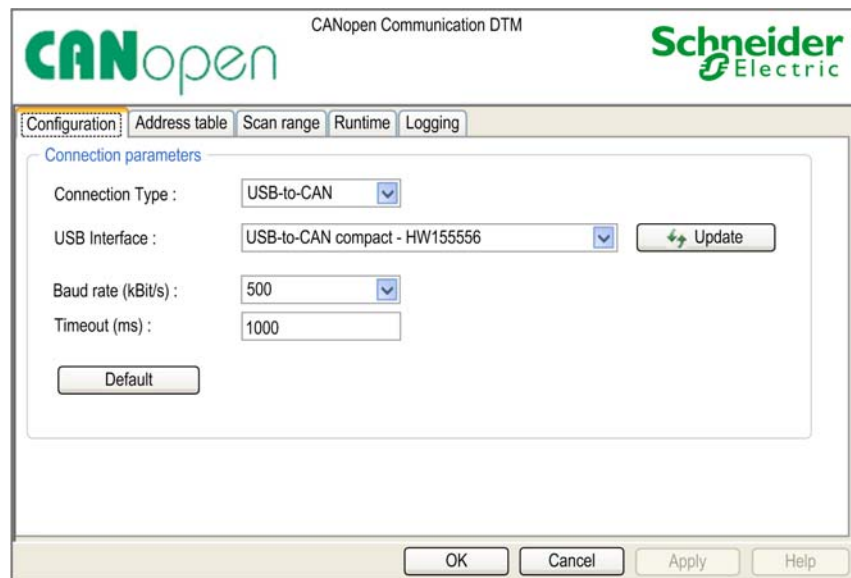 CANopen Communication DTM
CANopen
Schneider
Electric
Configuration Address table Scan range Runtime Logging
Connection parameters
Connection Type : USB-to-CAN
USB Interface : USB-to-CAN compact - HW155556 Update
Baud rate (kBit/s) : 500
Timeout (ms) : 1000
Default
OK Cancel Apply Help